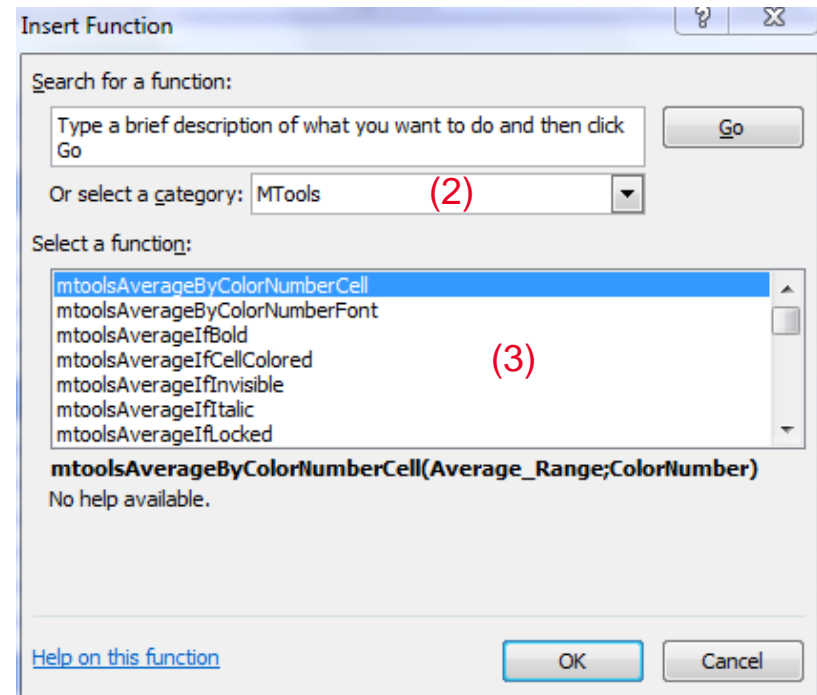 Insert Function
Search for a function:
Type a brief description of what you want to do and then click
Go
Go
Or select a category: MTools (2)
Select a function:
mtoolsAverageByColorNumberCell
mtoolsAverageByColorNumberFont
mtoolsAverageIfBold
mtoolsAverageIfCellColored
(3)
mtoolsAverageIfInvisible
mtoolsAverageIfItalic
mtoolsAverageIfLocked
mtoolsAverageByColorNumberCell(Average_Range;ColorNumber)
No help available.
Help on this function
OK
Cancel